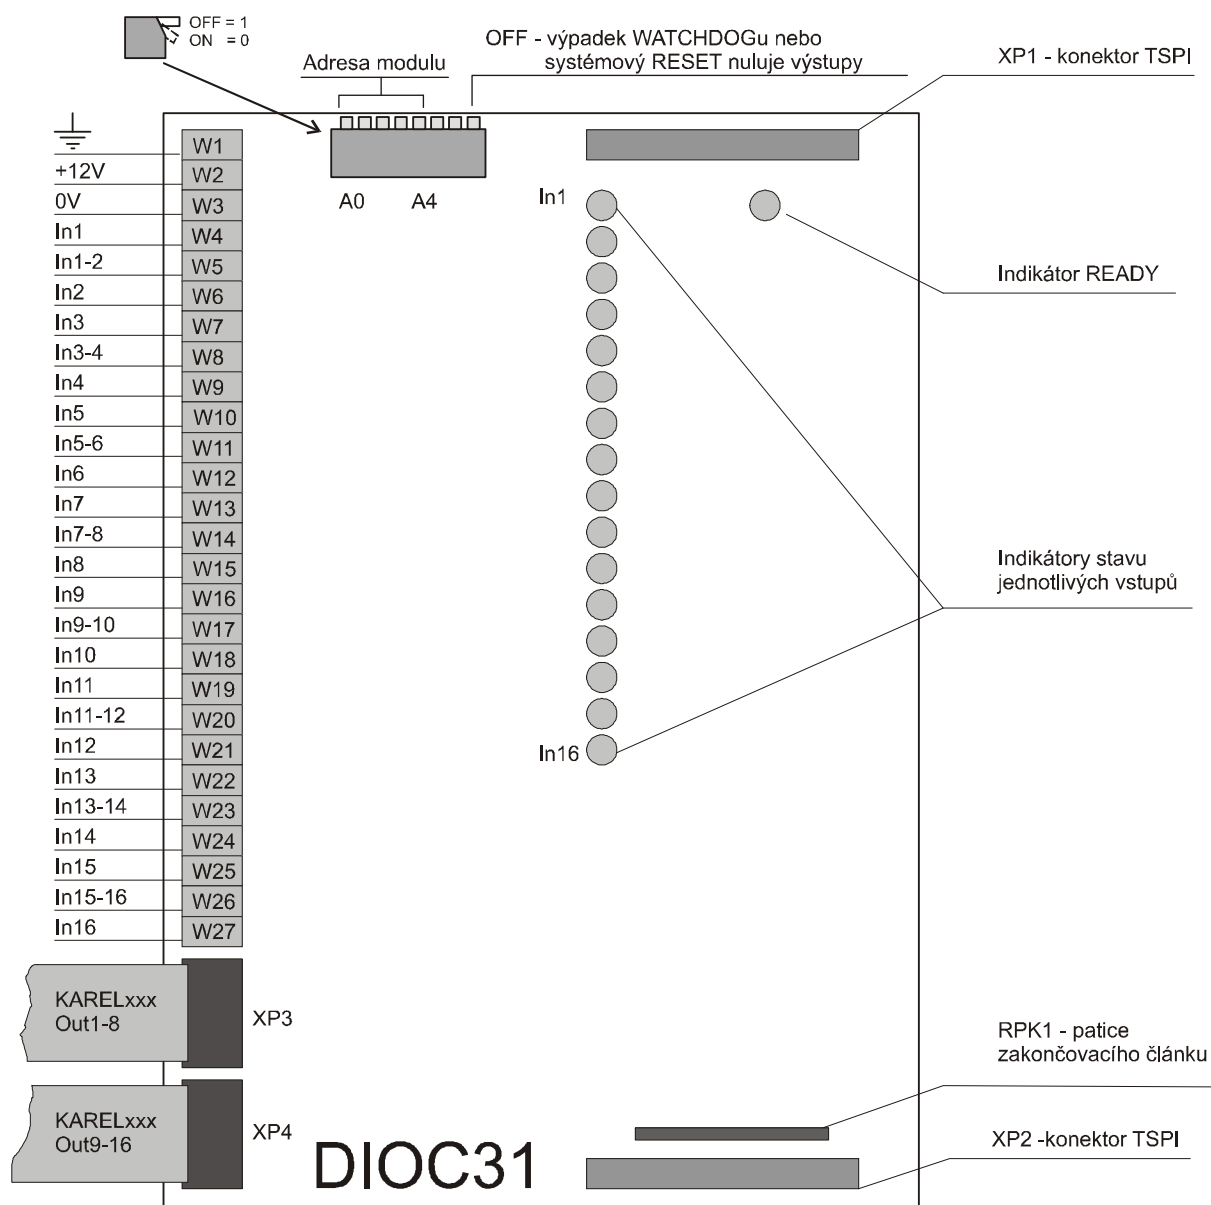 OFF = 1
ON = 0
Adresa modulu
OFF - výpadek WATCHDOGu nebo
systémový RESET nuluje výstupy
XP1 - konektor TSPI
A0
A4
W1
+12V
W2
0V
W3
In1
W4
In1-2
W5
In2
W6
In3
W7
In3-4
W8
In4
W9
In5
W10
In5-6
W11
In6
W12
In7
W13
In7-8
W14
In8
W15
In9
W16
In9-10
W17
In10
W18
In11
W19
In11-12
W20
In12
W21
In13
W22
In13-14
W23
In14
W24
In15
W25
In15-16
W26
In16
W27
In1
In16
Indikátor READY
Indikátory stavu
jednotlivých vstupů
KARELxxx
Out1-8
XP3
KARELxxx
Out9-16
XP4
DIOC31
RPK1 - patice
zakončovacího článku
XP2 -konektor TSPI